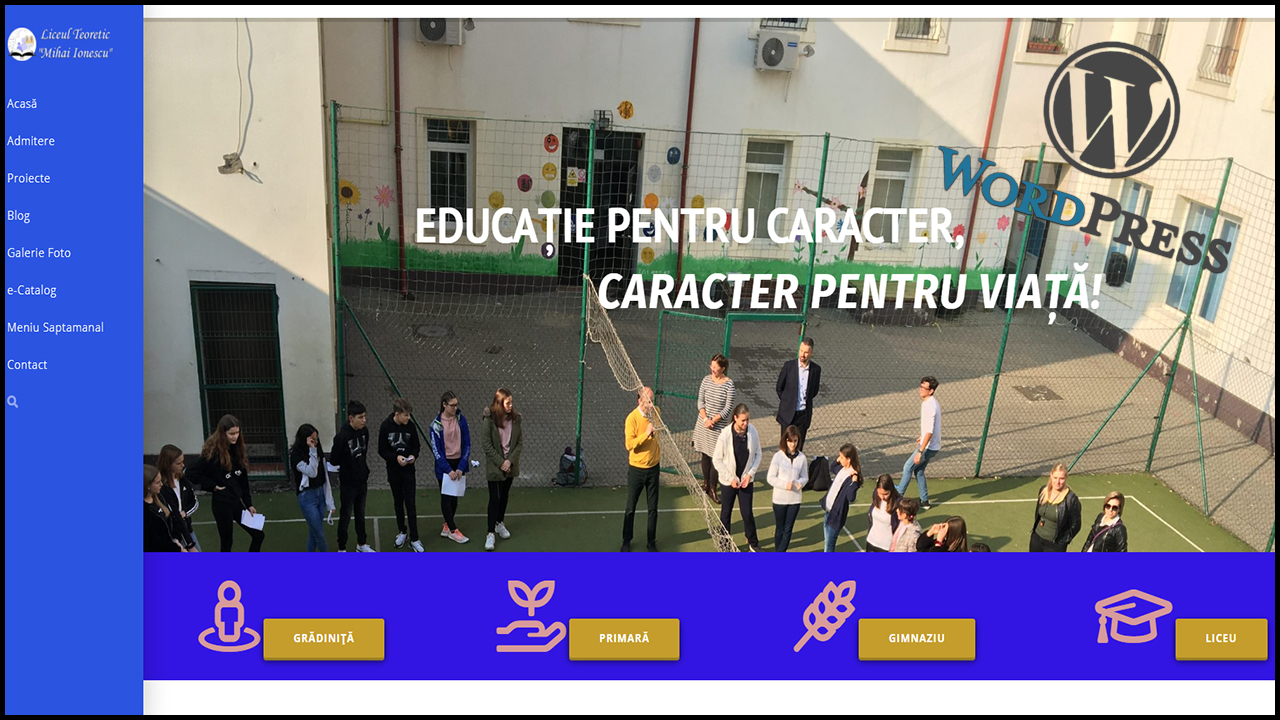 Liceul Teoretic
"Mihai Ionescu"
Acasă
Admitere
Proiecte
Blog
Galerie Foto
e-Catalog
Meniu Saptamanal
Contact
WORDPRESS
EDUCAȚIE PENTRU CARACTER,
CARACTER PENTRU VIAȚĂ!
GRĂDINIŢĂ
PRIMARĂ
GIMNAZIU
LICEU